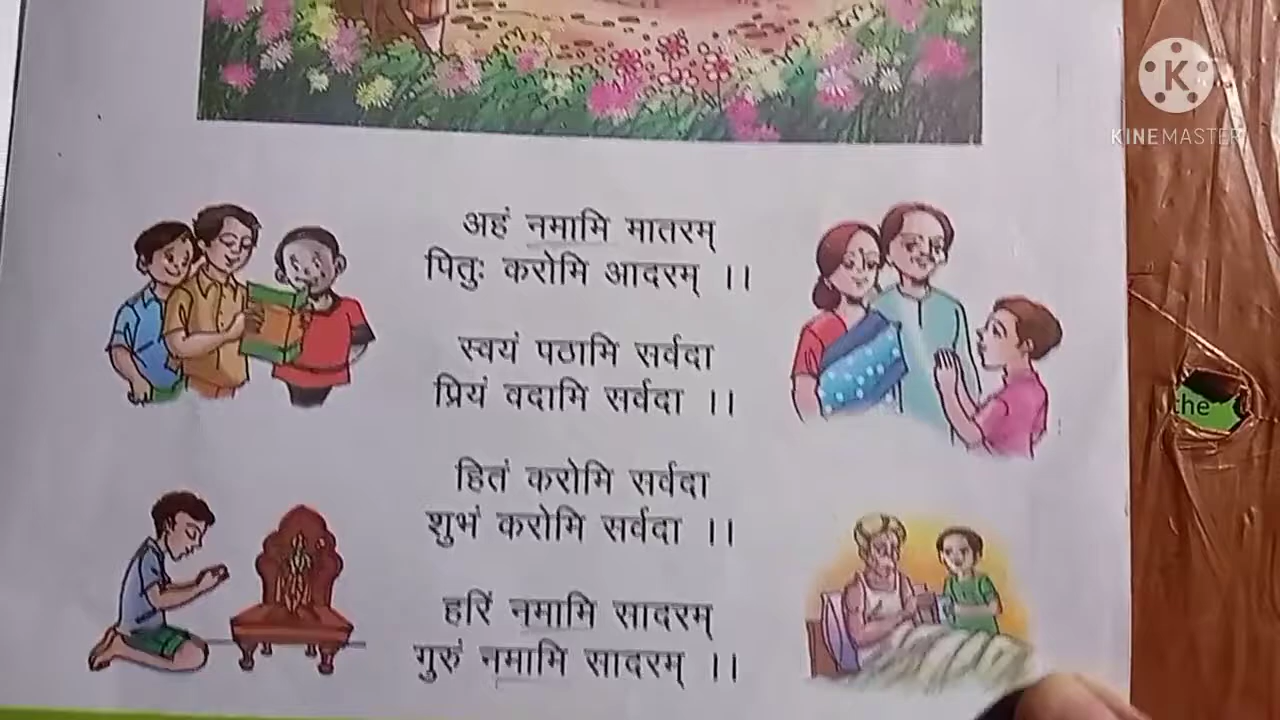 K
KINEMASTER
अहं नमामि मातरम्
पितुः करोमि आदरम् ।।
स्वयं पठामि सर्वदा
प्रियं वदामि सर्वदा ।।
the
हितं करोमि सर्वदा
शुभं करोमि सर्वदा ।।
हरिं नमामि सादरम्
गुरुं नमामि सादरम् ।।